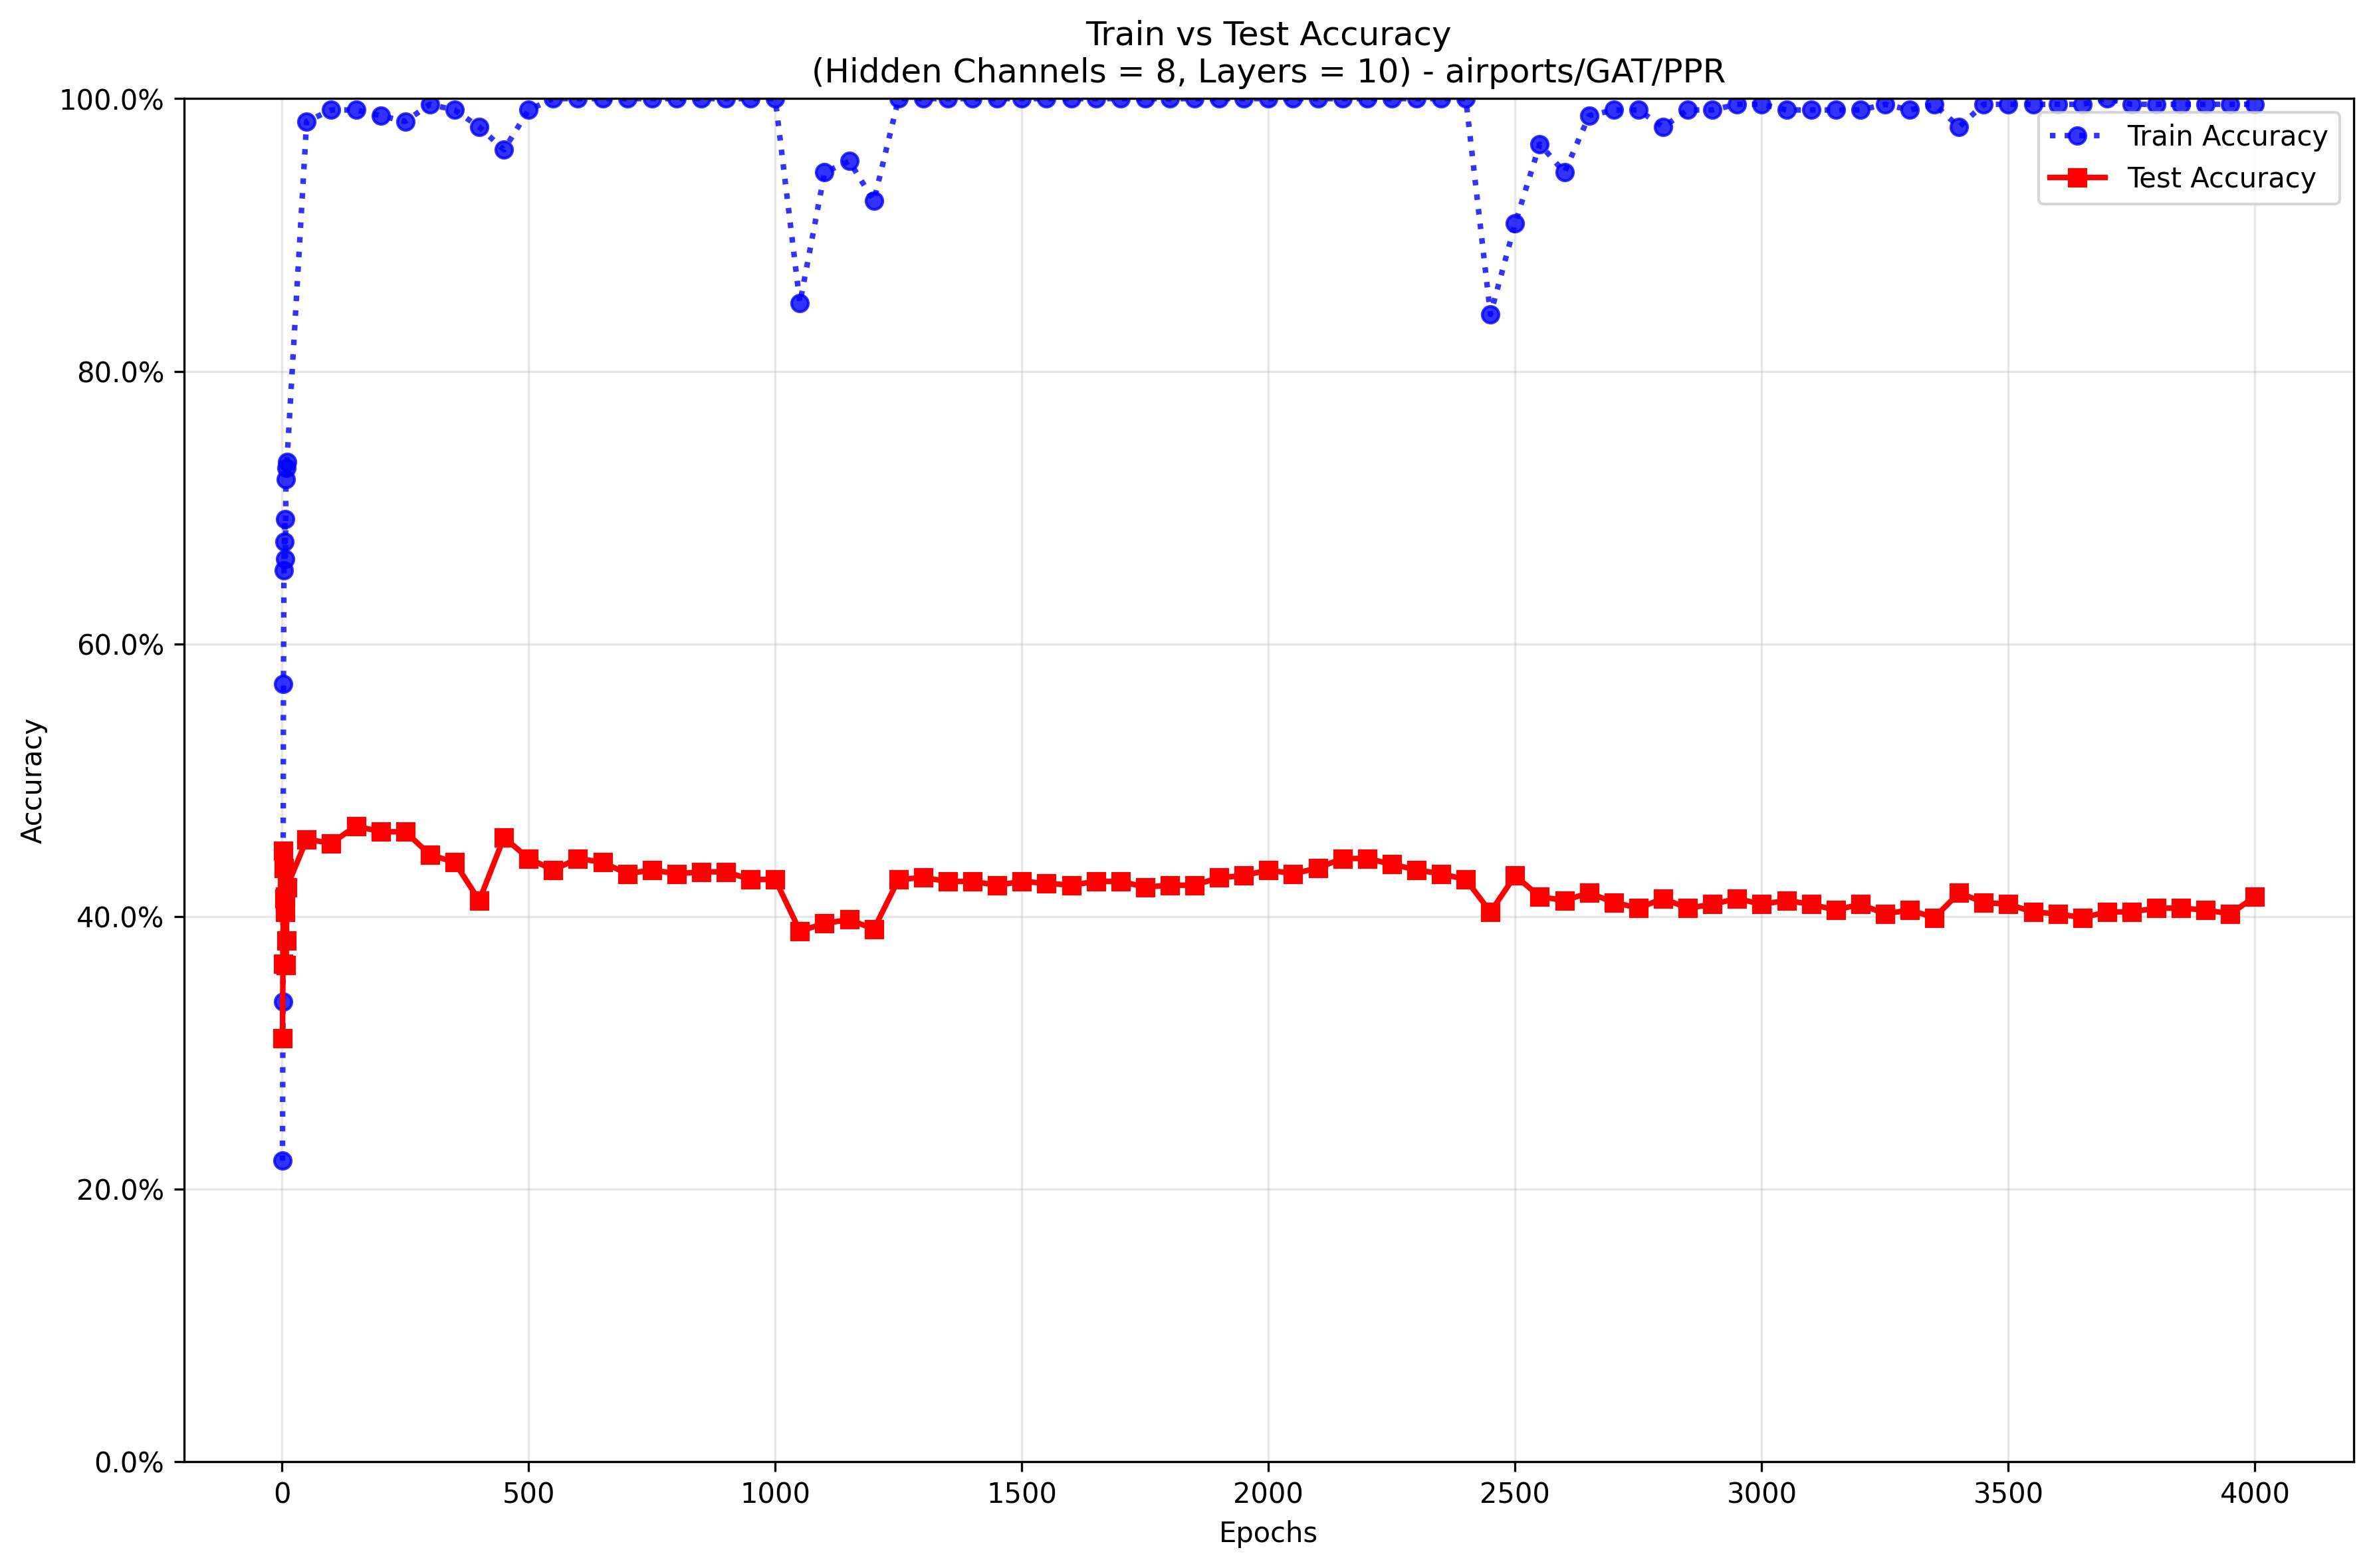 Train vs Test Accuracy
(Hidden Channels = 8, Layers = 10) - airports/GAT/PPR
100.0%
80.0%
60.0%
40.0%
20.0%
0.0%
Accuracy
Train Accuracy
Test Accuracy
0 500 1000 1500 2000 2500 3000 3500 4000
Epochs